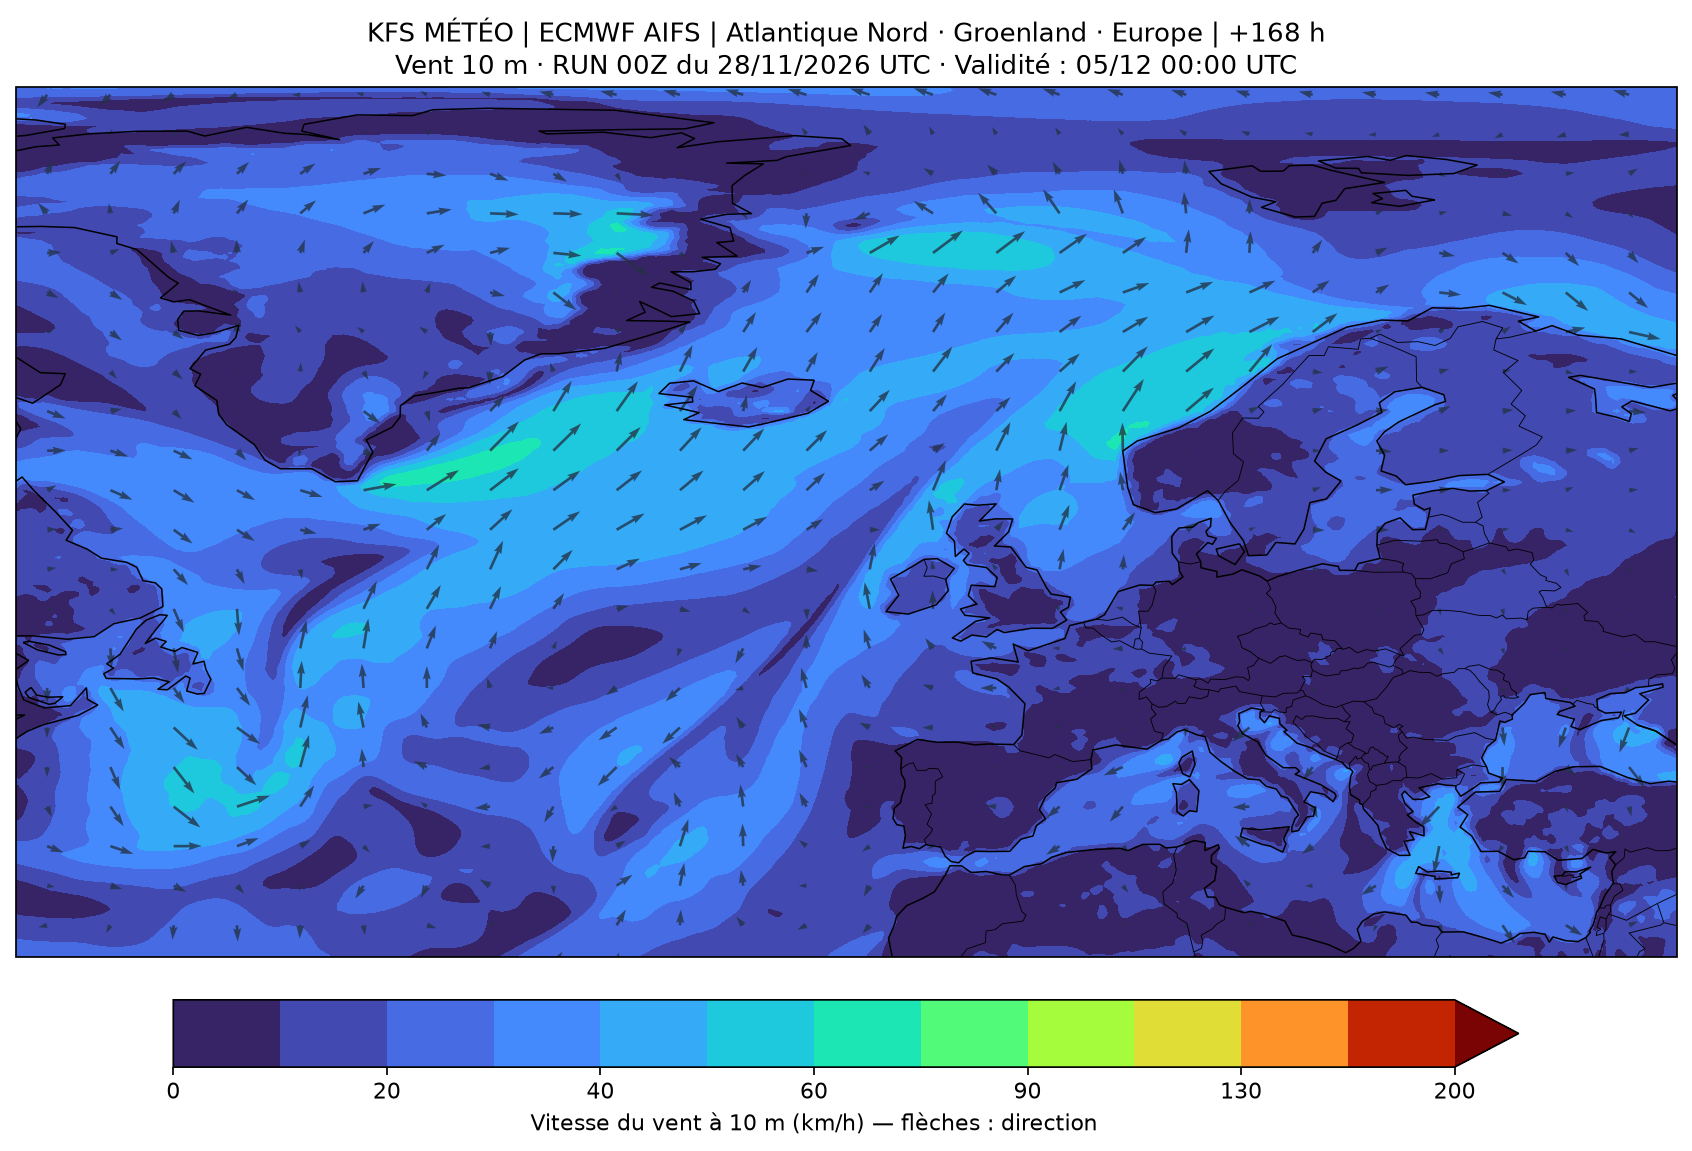 KFS MÉTÉO | ECMWF AIFS | Atlantique Nord · Groenland · Europe | +168 h
Vent 10 m · RUN 00Z du 28/11/2026 UTC · Validité : 05/12 00:00 UTC
0 20 40 60 90 130 200
Vitesse du vent à 10 m (km/h) — flèches : direction